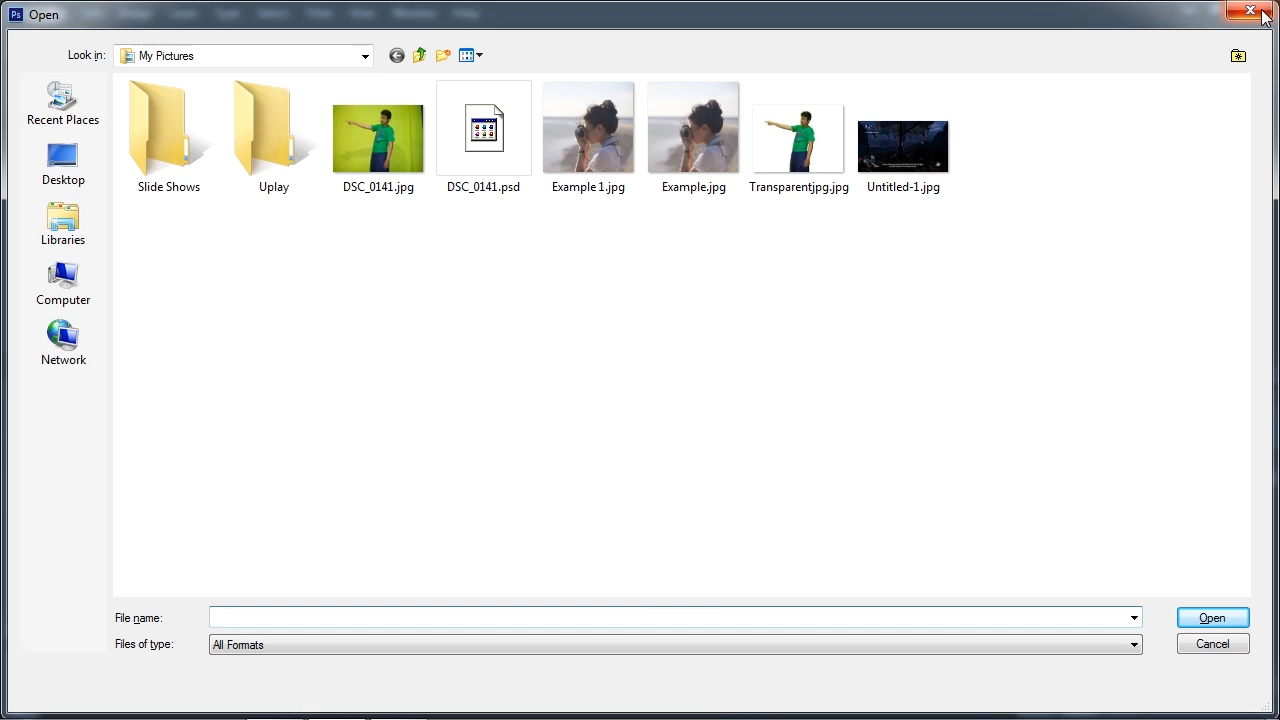 Ps Open
Look in: My Pictures
Recent Places
Desktop
Libraries
Computer
Network
Slide Shows
Uplay
DSC_0141.jpg
DSC_0141.psd
Example 1.jpg
Example.jpg
Transparentjpg.jpg
Untitled-1.jpg
File name:
Open
Files of type: All Formats
Cancel